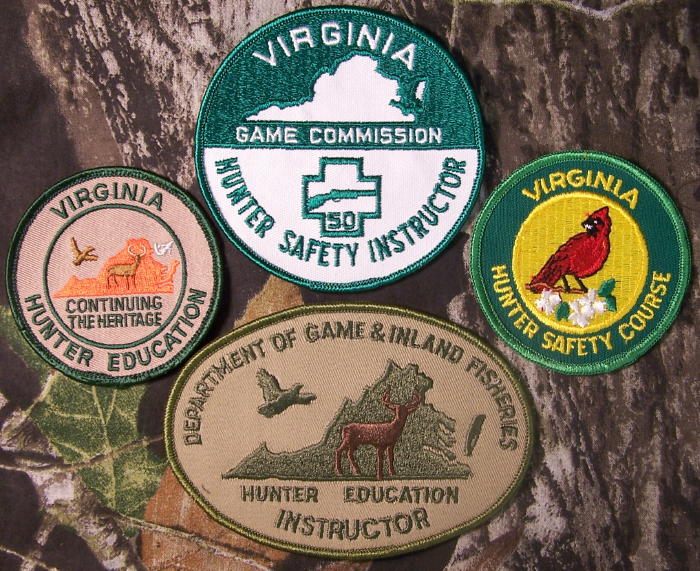 VIRGINIA
GAME COMMISSION
HUNTER SAFETY INSTRUCTOR
50
VIRGINIA
CONTINUING
THE HERITAGE
HUNTER EDUCATION
VIRGINIA
HUNTER SAFETY COURSE
DEPARTMENT OF GAME & INLAND FISHERIES
HUNTER EDUCATION
INSTRUCTOR